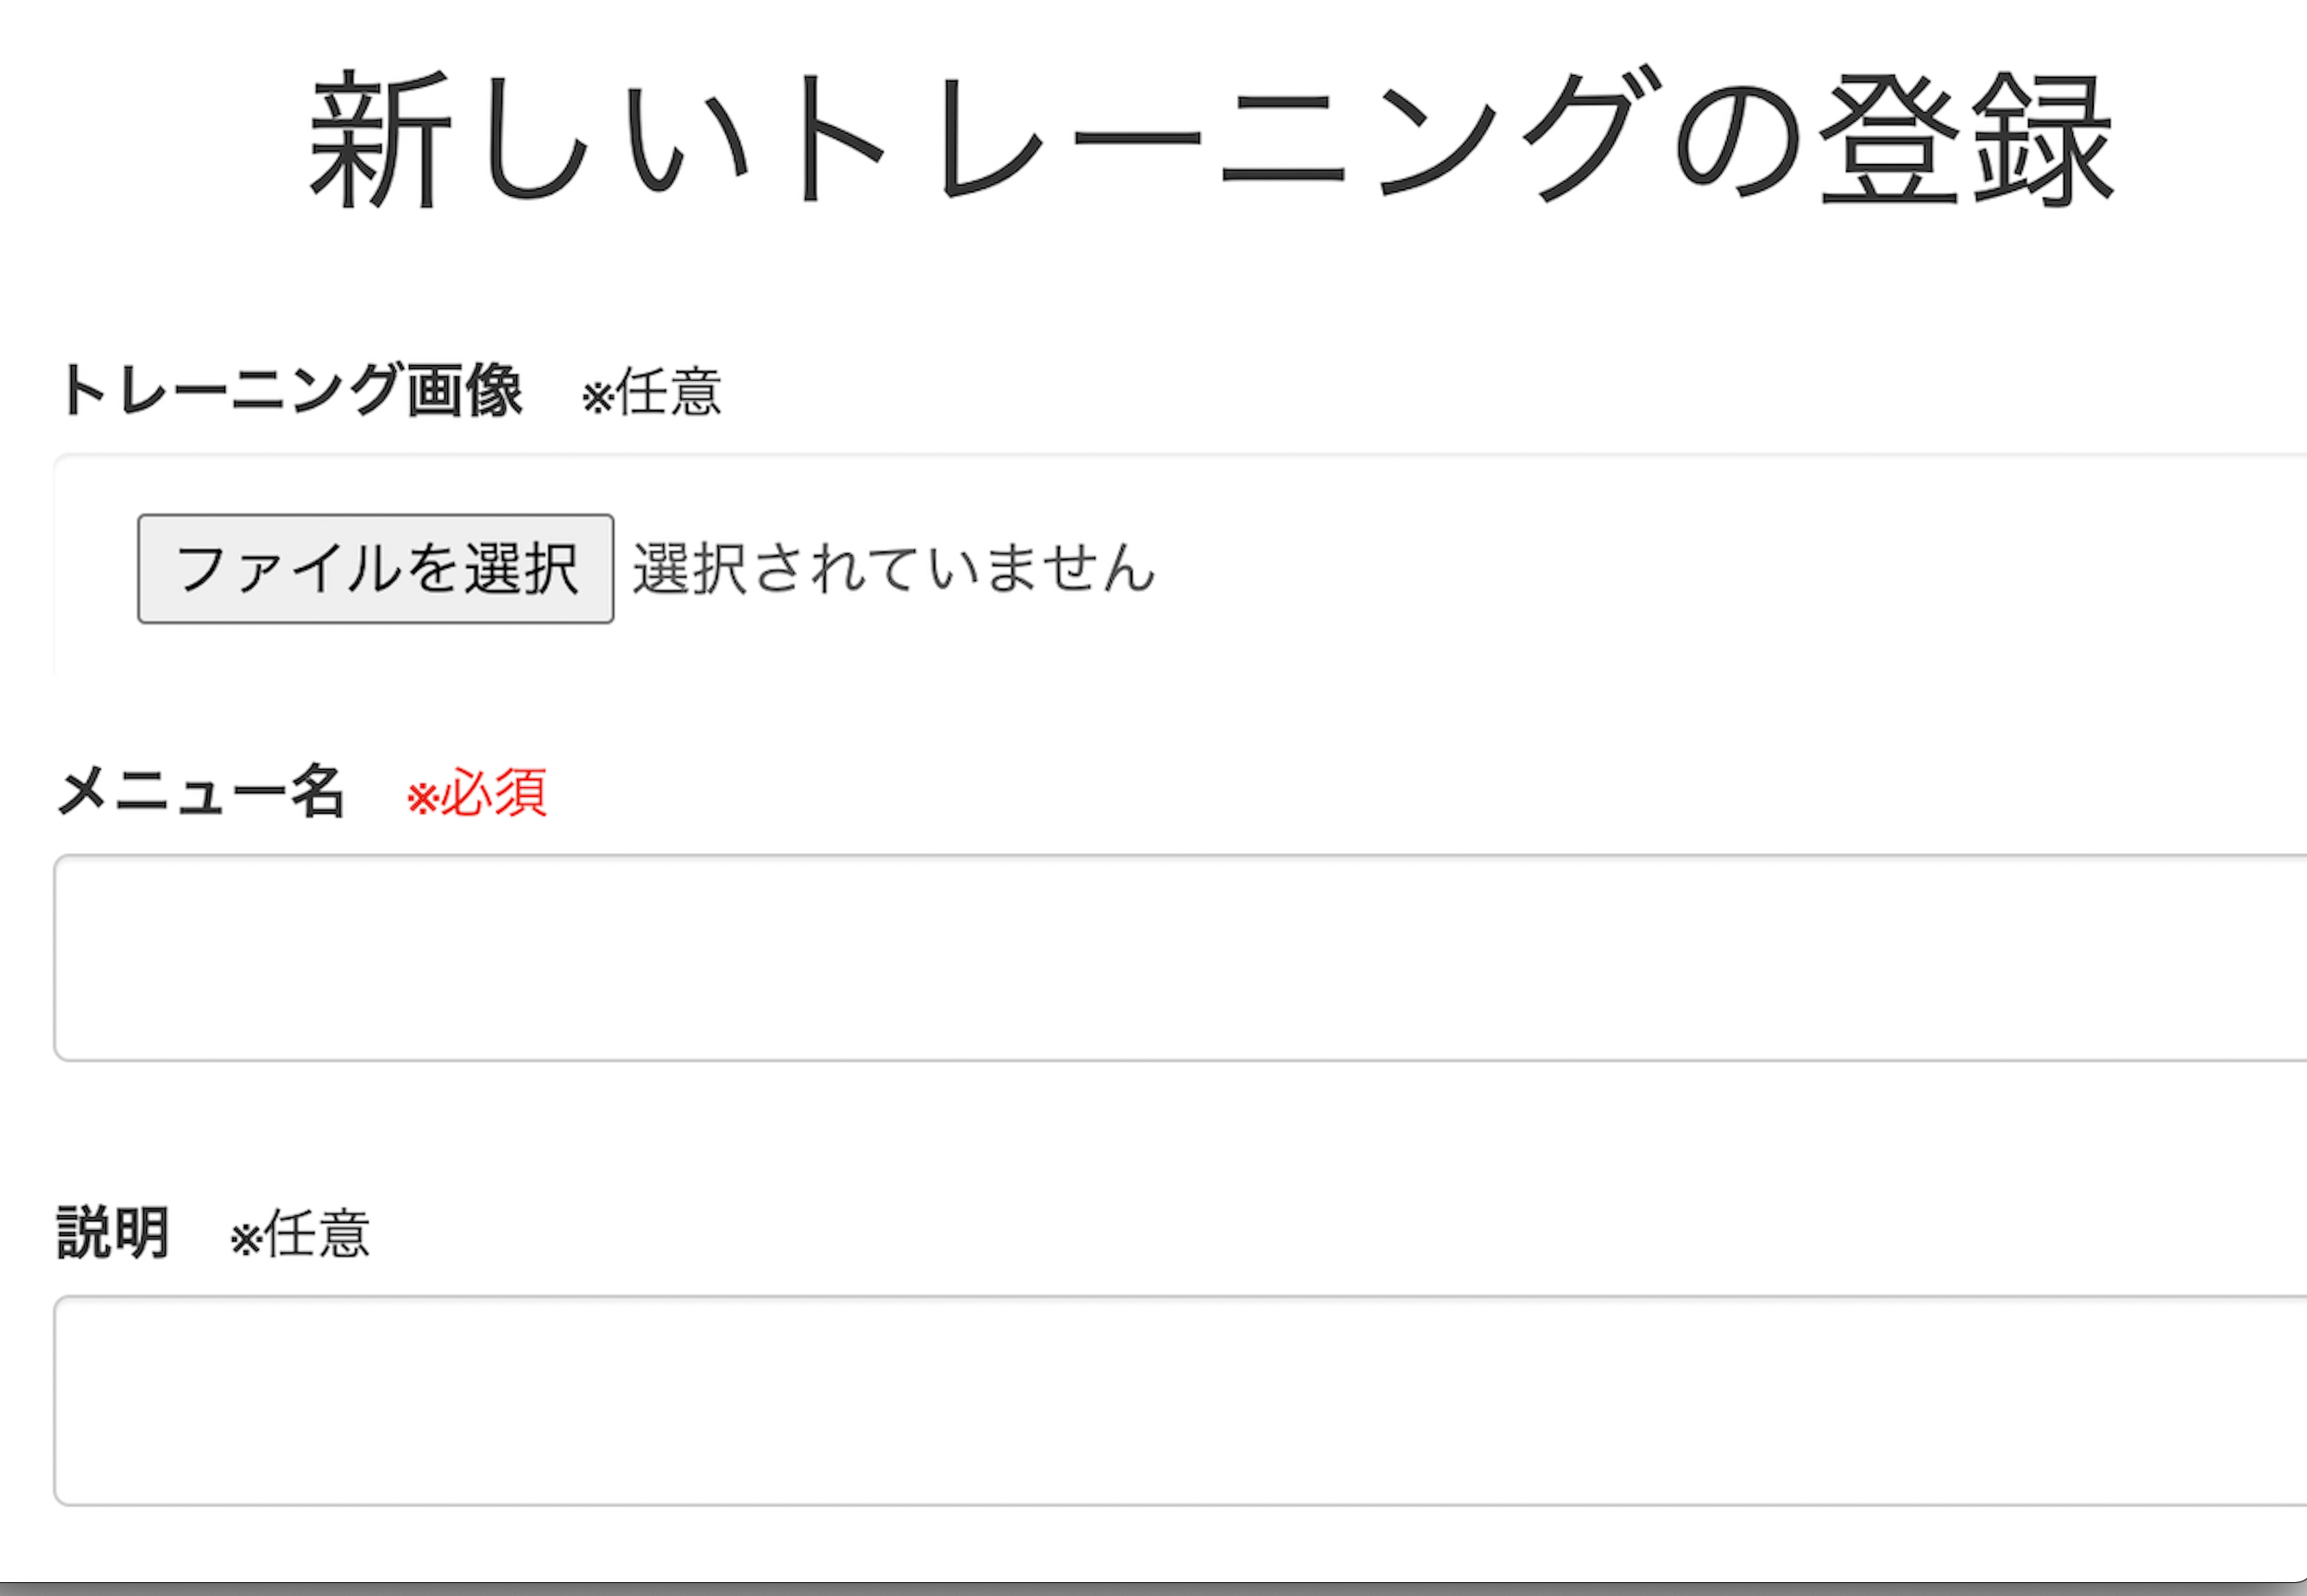 新しいトレーニングの登録
トレーニング画像 ※任意
ファイルを選択 選択されていません
メニュー名 ※必須
説明 ※任意